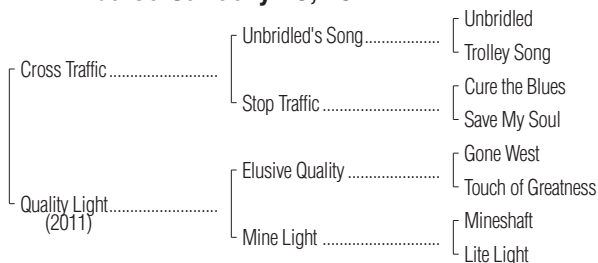 Unbridled
Unbridled's Song
Trolley Song
Cross Traffic
Cure the Blues
Stop Traffic
Save My Soul
Gone West
Elusive Quality
Touch of Greatness
Quality Light
(2011)
Mineshaft
Mine Light
Lite Light